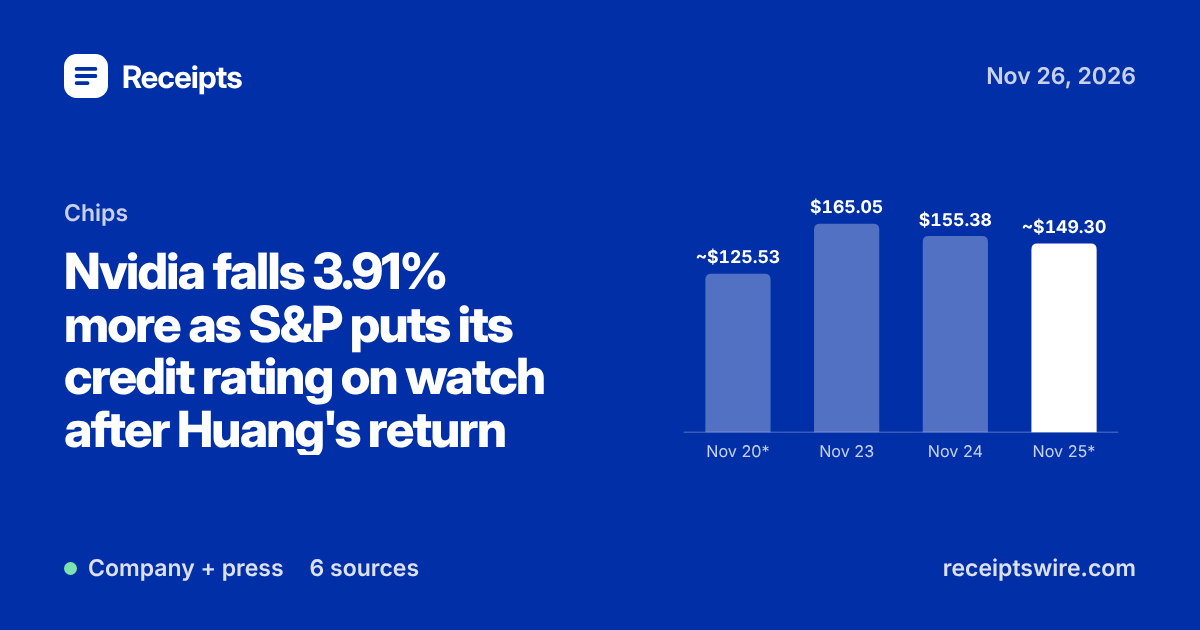 Receipts
Nov 26, 2026
Chips
Nvidia falls 3.91%
more as S&P puts its
credit rating on watch
after Huang's return
~$125.53
$165.05
$155.38
~$149.30
Nov 20*
Nov 23
Nov 24
Nov 25*
Company + press
6 sources
receiptswire.com